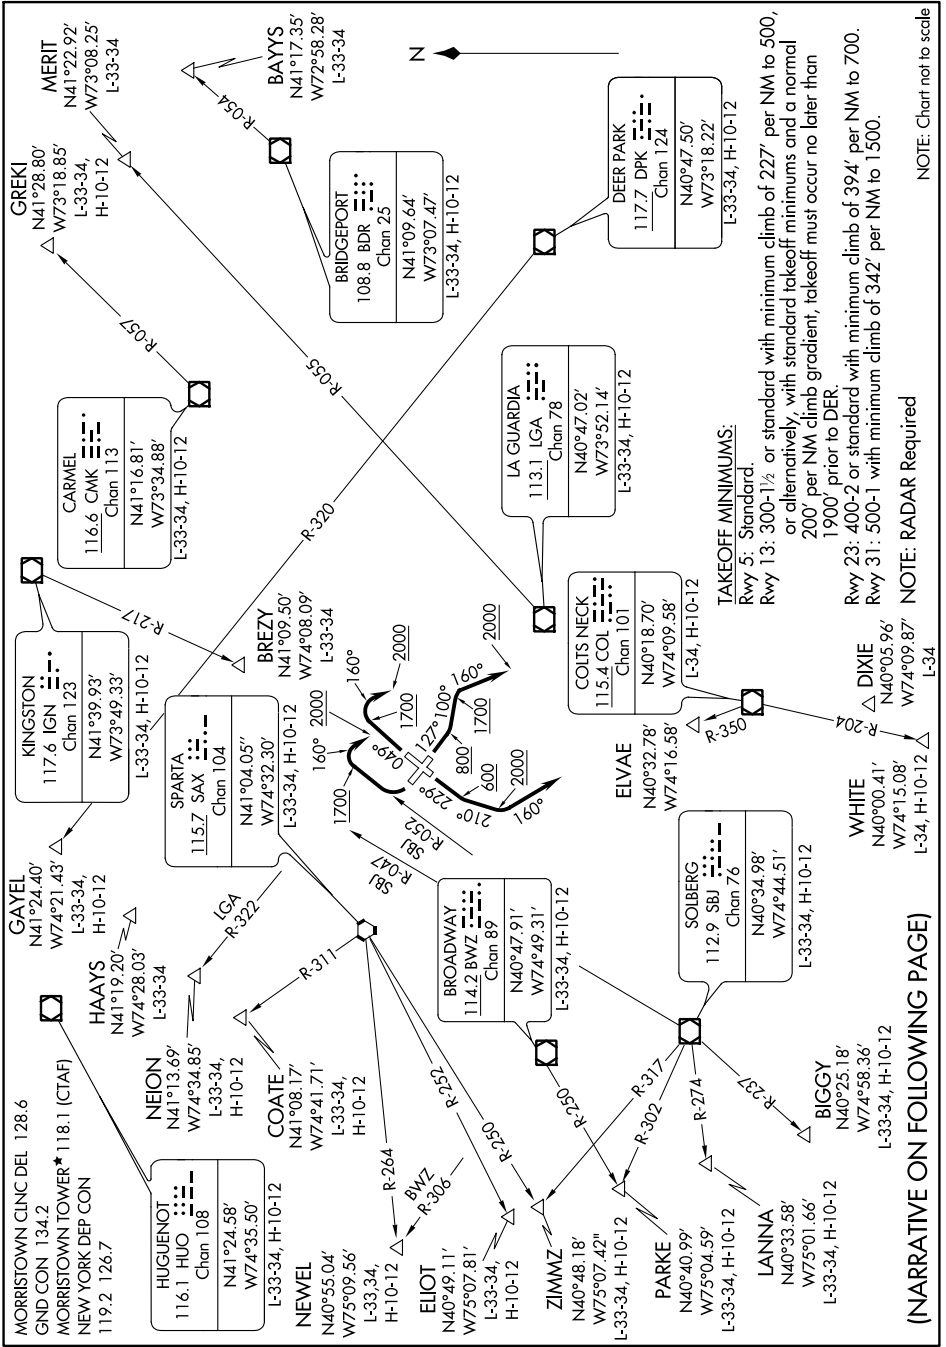 MORRISTOWN CLNC DEL 128.6
GND CON 134.2
MORRISTOWN TOWER★ 118.1 (CTAF)
NEW YORK DEP CON
119.2 126.7
HUGUENOT
116.1 HUO
Chan 108
N41°24.58′
W74°35.50′
L-33-34, H-10-12
HAAYS
N41°19.20′
W74°28.03′
L-33-34
GAYEL
N41°24.40′
W74°21.43′
L-33-34,
H-10-12
KINGSTON
117.6 IGN
Chan 123
N41°39.93′
W73°49.33′
L-33-34, H-10-12
R-217
BREZY
N41°09.50′
W74°08.09′
L-33-34
CARMEL
116.6 CMK
Chan 113
N41°16.81′
W73°34.88′
L-33-34, H-10-12
R-057
GREKI
N41°28.80′
W73°18.85′
L-33-34,
H-10-12
MERIT
N41°22.92′
W73°08.25′
L-33-34
R-055
BAYYS
N41°17.35′
W72°58.28′
L-33-34
R-054
BRIDGEPORT
108.8 BDR
Chan 25
N41°09.64′
W73°07.47′
L-33-34, H-10-12
N
NEION
N41°13.69′
W74°34.85′
L-33-34,
H-10-12
LGA
R-322
COATE
N41°08.17′
W74°41.71′
L-33-34,
H-10-12
R-311
SPARTA
115.7 SAX
Chan 104
N41°04.05″
W74°32.30′
L-33-34, H-10-12
R-320
DEER PARK
117.7 DPK
Chan 124
N40°47.50′
W73°18.22′
L-33-34, H-10-12
NEWEL
N40°55.04′
W75°09.56′
L-33,34,
H-10-12
R-264
BWZ
R-306
R-252
R-250
ELIOT
N40°49.11′
W75°07.81′
L-33-34,
H-10-12
ZIMMZ
N40°48.18′
W75°07.42"
L-33-34, H-10-12
BROADWAY
114.2 BWZ
Chan 89
N40°47.91′
W74°49.31′
L-33-34, H-10-12
R-250
SBJ
R-047
SBJ
R-052
1700
160°
2000
049°
1700
160°
2000
127°
100°
800
1700
160°
2000
229°
600
210°
2000
160°
LA GUARDIA
113.1 LGA
Chan 78
N40°47.02′
W73°52.14′
L-33-34, H-10-12
PARKE
N40°40.99′
W75°04.59′
L-33-34, H-10-12
R-317
R-302
R-274
R-237
LANNA
N40°33.58′
W75°01.66′
L-33-34, H-10-12
BIGGY
N40°25.18′
W74°58.36′
L-33-34, H-10-12
SOLBERG
112.9 SBJ
Chan 76
N40°34.98′
W74°44.51′
L-33-34, H-10-12
ELVAE
N40°32.78′
W74°16.58′
R-350
COLTS NECK
115.4 COL
Chan 101
N40°18.70′
W74°09.58′
L-34, H-10-12
R-204
WHITE
N40°00.41′
W74°15.08′
L-34, H-10-12
DIXIE
N40°05.96′
W74°09.87′
L-34
TAKEOFF MINIMUMS:
Rwy 5: Standard.
Rwy 13: 300-1½ or standard with minimum climb of 227′ per NM to 500,
or alternatively, with standard takeoff minimums and a normal
200′ per NM climb gradient, takeoff must occur no later than
1900′ prior to DER.
Rwy 23: 400-2 or standard with minimum climb of 394′ per NM to 700.
Rwy 31: 500-1 with minimum climb of 342′ per NM to 1500.
NOTE: RADAR Required
NOTE: Chart not to scale
(NARRATIVE ON FOLLOWING PAGE)